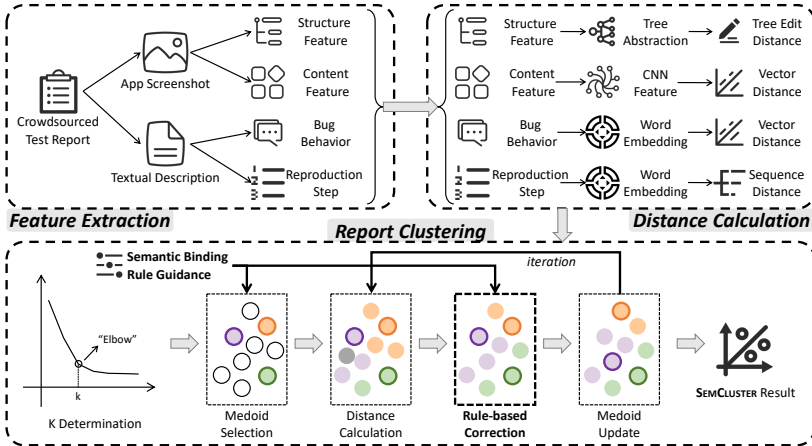 Crowdsourced
Test Report
App Screenshot
Textual Description
Structure
Feature
Content
Feature
Bug
Behavior
Reproduction
Step
Feature Extraction
Structure
Feature
Tree
Abstraction
Tree Edit
Distance
Content
Feature
CNN
Feature
Vector
Distance
Bug
Behavior
Word
Embedding
Vector
Distance
Reproduction
Step
Word
Embedding
Sequence
Distance
Distance Calculation
Report Clustering
Semantic Binding
Rule Guidance
iteration
"Elbow"
k
K Determination
Medoid
Selection
Distance
Calculation
Rule-based
Correction
Medoid
Update
SEMCLUSTER Result